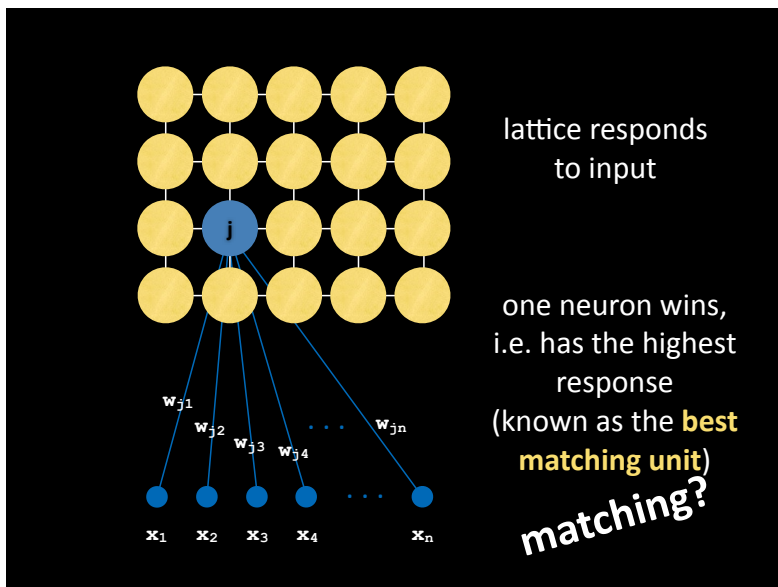 lattice responds
to input
j
one neuron wins,
i.e. has the highest
response
(known as the best
matching unit)
matching?
wj1
wj2
wj3
wj4
. . .
wjn
. . .
x1
x2
x3
x4
xn